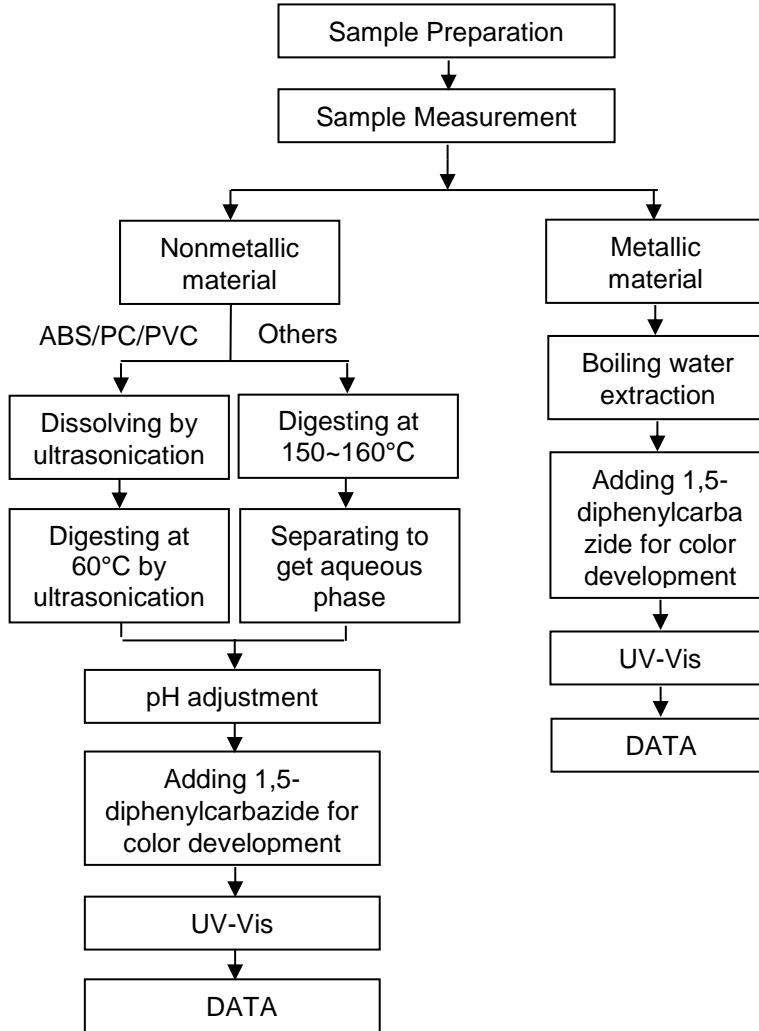 Sample Preparation
Sample Measurement
Nonmetallic
material
ABS/PC/PVC
Others
Dissolving by
ultrasonication
Digesting at
150~160°C
Digesting at
60°C by
ultrasonication
Separating to
get aqueous
phase
pH adjustment
Adding 1,5-
diphenylcarbazide for
color development
UV-Vis
DATA
Metallic
material
Boiling water
extraction
Adding 1,5-
diphenylcarba
zide for color
development
UV-Vis
DATA